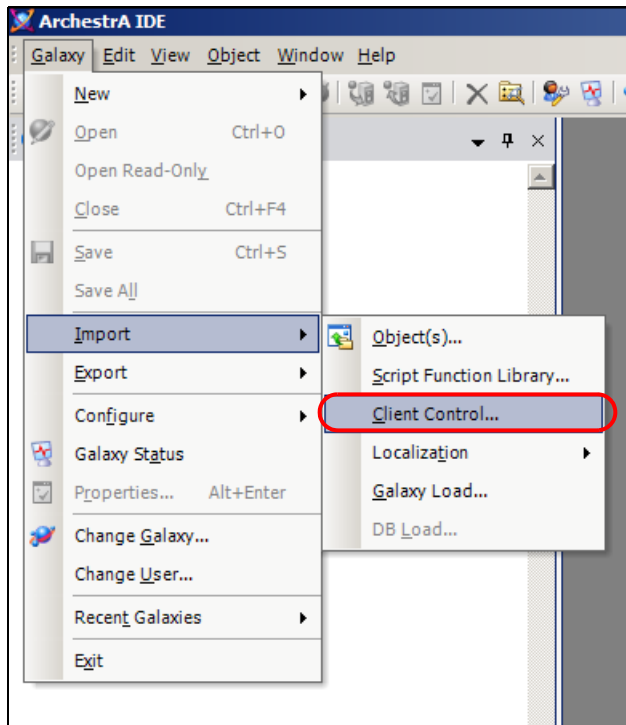 ArchestrA IDE
Galaxy Edit View Object Window Help
New
Open Ctrl+O
Open Read-Only
Close Ctrl+F4
Save Ctrl+S
Save All
Import
Export
Configure
Galaxy Status
Properties... Alt+Enter
Change Galaxy...
Change User...
Recent Galaxies
Exit
Object(s)...
Script Function Library...
Client Control...
Localization
Galaxy Load...
DB Load...